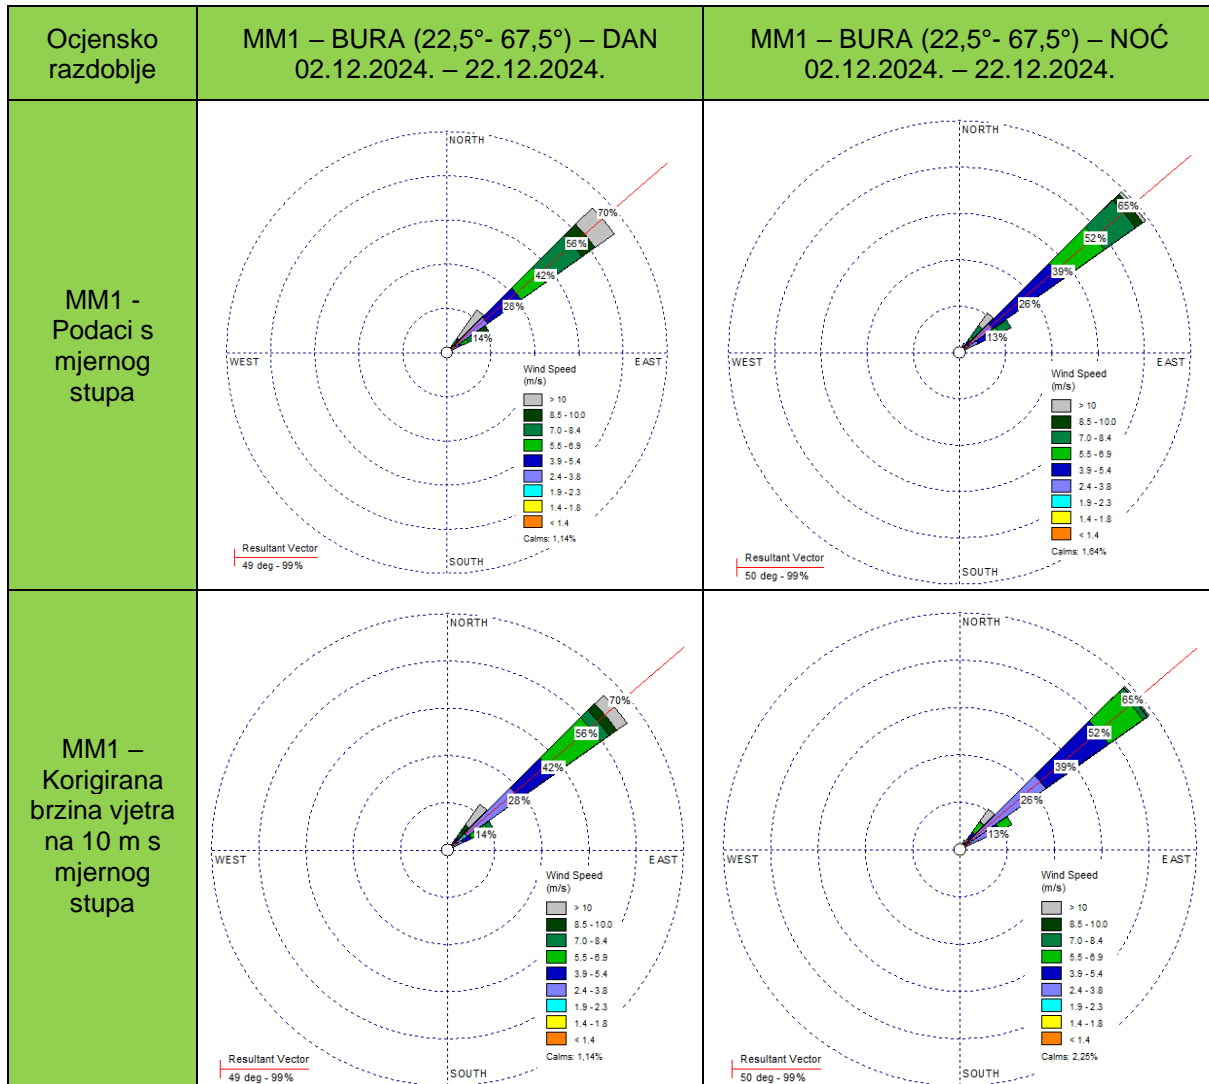 Ocjensko
razdoblje
MM1 – BURA (22,5°- 67,5°) – DAN
02.12.2024. – 22.12.2024.
MM1 – BURA (22,5°- 67,5°) – NOĆ
02.12.2024. – 22.12.2024.
MM1 -
Podaci s
mjernog
stupa
NORTH
70%
56%
42%
28%
14%
WEST
EAST
Wind Speed
(m/s)
> 10
8.5 - 10.0
7.0 - 8.4
5.5 - 6.9
3.9 - 5.4
2.4 - 3.8
1.9 - 2.3
1.4 - 1.8
< 1.4
Calms: 1,14%
Resultant Vector
49 deg - 99%
SOUTH
NORTH
65%
52%
39%
26%
13%
WEST
EAST
Wind Speed
(m/s)
> 10
8.5 - 10.0
7.0 - 8.4
5.5 - 6.9
3.9 - 5.4
2.4 - 3.8
1.9 - 2.3
1.4 - 1.8
< 1.4
Calms: 1,64%
Resultant Vector
50 deg - 99%
SOUTH
MM1 –
Korigirana
brzina vjetra
na 10 m s
mjernog
stupa
NORTH
70%
56%
42%
28%
14%
WEST
EAST
Wind Speed
(m/s)
> 10
8.5 - 10.0
7.0 - 8.4
5.5 - 6.9
3.9 - 5.4
2.4 - 3.8
1.9 - 2.3
1.4 - 1.8
< 1.4
Calms: 1,14%
Resultant Vector
49 deg - 99%
SOUTH
NORTH
65%
52%
39%
26%
13%
WEST
EAST
Wind Speed
(m/s)
> 10
8.5 - 10.0
7.0 - 8.4
5.5 - 6.9
3.9 - 5.4
2.4 - 3.8
1.9 - 2.3
1.4 - 1.8
< 1.4
Calms: 2,25%
Resultant Vector
50 deg - 99%
SOUTH